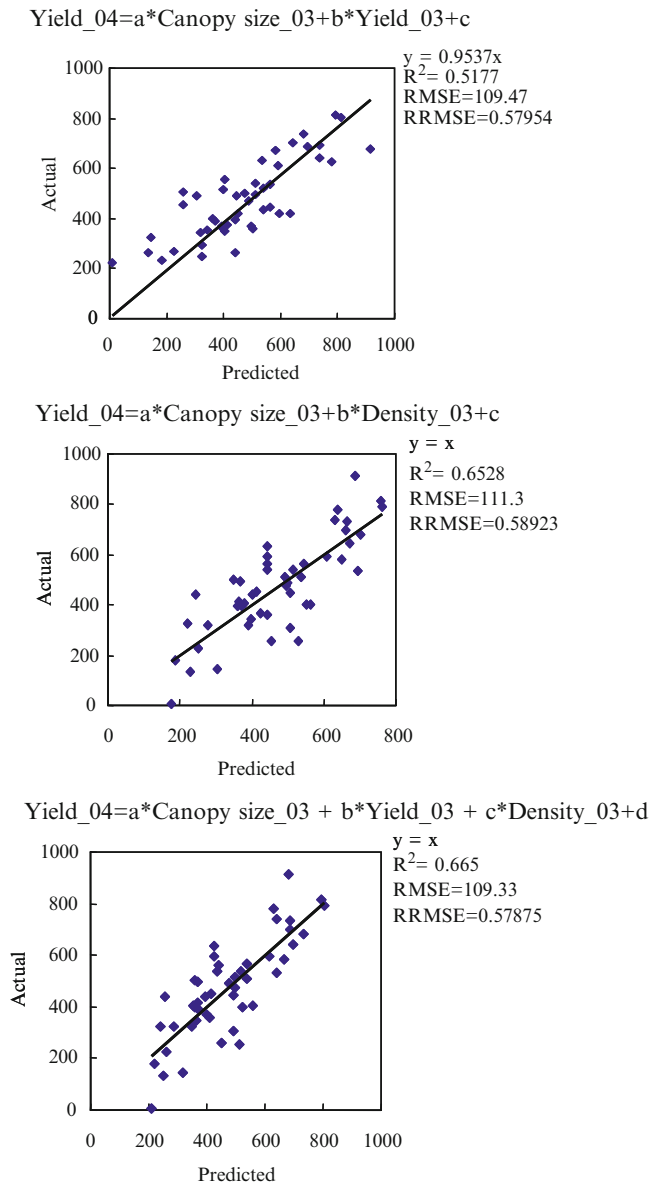 Yield_04=a*Canopy size_03+b*Yield_03+c
y = 0.9537x
R²= 0.5177
RMSE=109.47
RRMSE=0.57954
1000
800
600
400
200
0
Actual
0 200 400 600 800 1000
Predicted
Yield_04=a*Canopy size_03+b*Density_03+c
y = x
R²= 0.6528
RMSE=111.3
RRMSE=0.58923
1000
800
600
400
200
0
Actual
0 200 400 600 800
Predicted
Yield_04=a*Canopy size_03 + b*Yield_03 + c*Density_03+d
y = x
R²= 0.665
RMSE=109.33
RRMSE=0.57875
1000
800
600
400
200
0
Actual
0 200 400 600 800 1000
Predicted